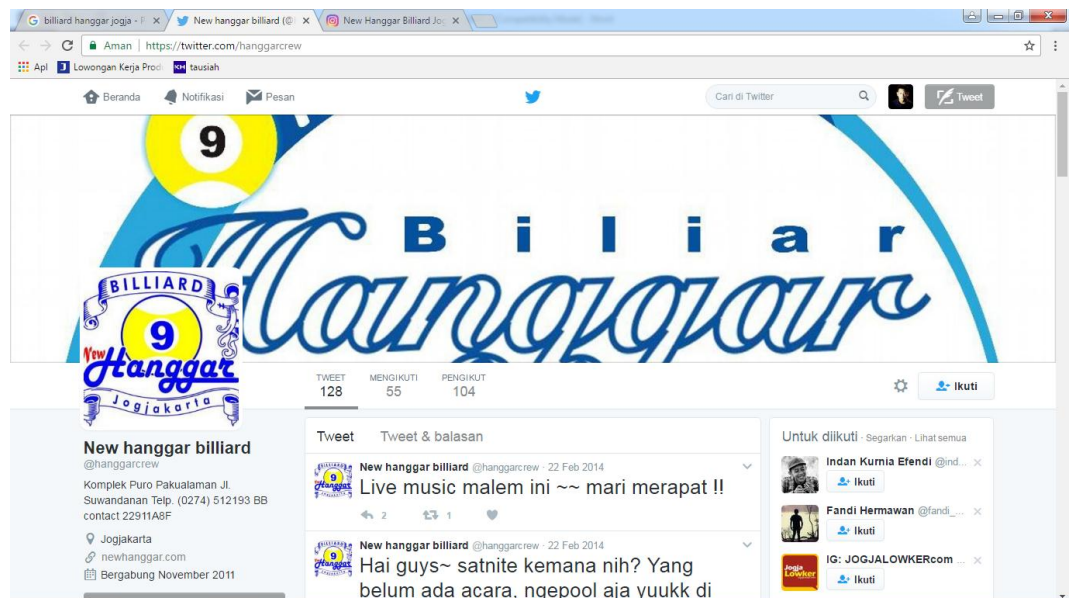 billiard hanggar jogja - P
New hanggar billiard (@
New Hanggar Billiard Jog
Aman | https://twitter.com/hanggarcrew
Apl Lowongan Kerja Prod KH tausiah
Beranda Notifikasi Pesan Cari di Twitter Tweet
9
Biliar
Hanggar
BILLIARD
9
New
Hanggar
Jogjakarta
TWEET MENGIKUTI PENGIKUT
128 55 104
Ikuti
New hanggar billiard
@hanggarcrew
Komplek Puro Pakualaman Jl.
Suwandanan Telp. (0274) 512193 BB
contact 22911A8F
Jogjakarta
newhanggar.com
Bergabung November 2011
Tweet Tweet & balasan
New hanggar billiard @hanggarcrew · 22 Feb 2014
Live music malem ini ~~ mari merapat !!
2 1
New hanggar billiard @hanggarcrew · 22 Feb 2014
Hai guys~ satnite kemana nih? Yang
belum ada acara, ngepool aja yuukk di
Untuk diikuti · Segarkan · Lihat semua
Indan Kurnia Efendi @ind...
Ikuti
Fandi Hermawan @fandi_...
Ikuti
Jogja
Lowker
IG: JOGJALOWKERcom ...
Ikuti